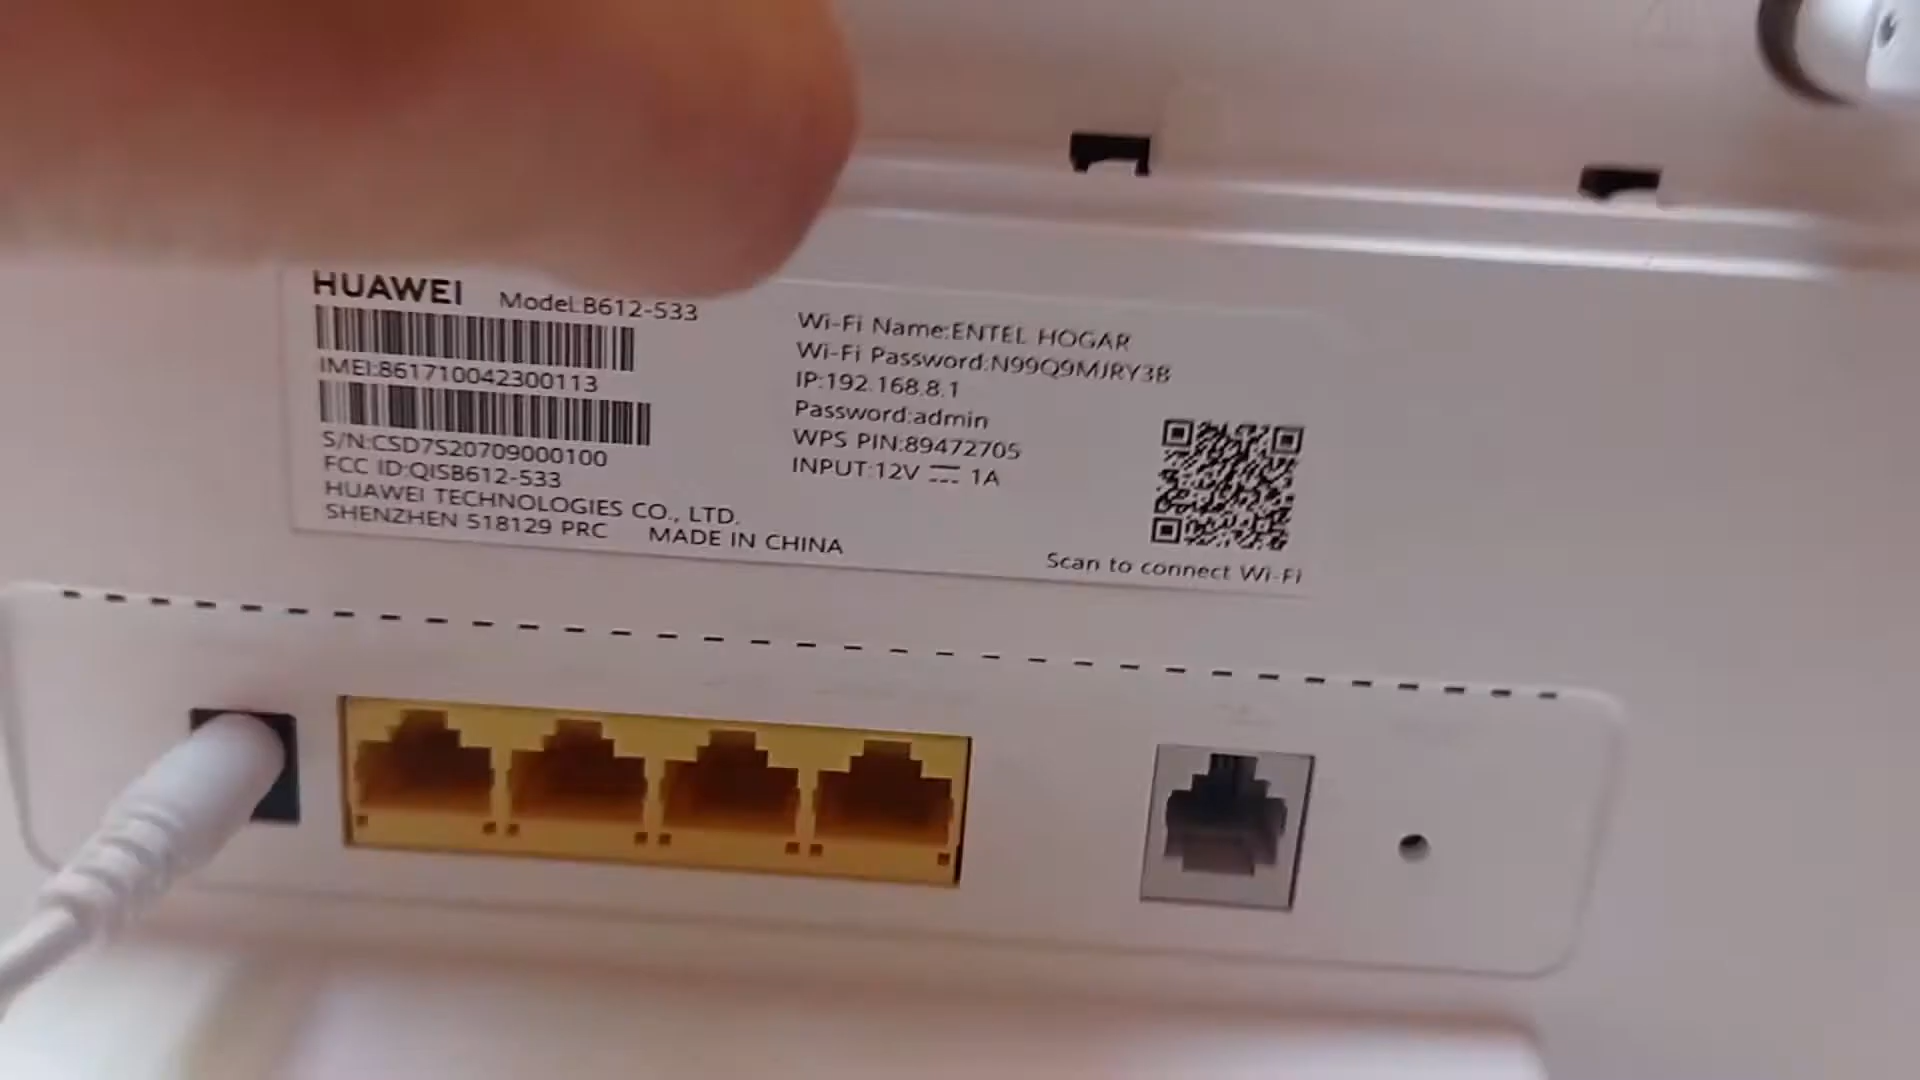 HUAWEI Model:B612-533
IMEI:861710042300113
S/N:CSD7S20709000100
FCC ID:QISB612-533
HUAWEI TECHNOLOGIES CO., LTD.
SHENZHEN 518129 PRC MADE IN CHINA
Wi-Fi Name:ENTEL HOGAR
Wi-Fi Password:N99Q9MJRY3B
IP:192.168.8.1
Password:admin
WPS PIN:89472705
INPUT:12V ⎓ 1A
Scan to connect Wi-Fi